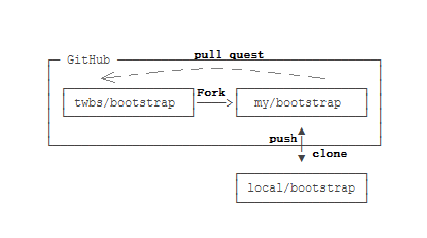 pull quest
GitHub
twbs/bootstrap
Fork
my/bootstrap
push
clone
local/bootstrap